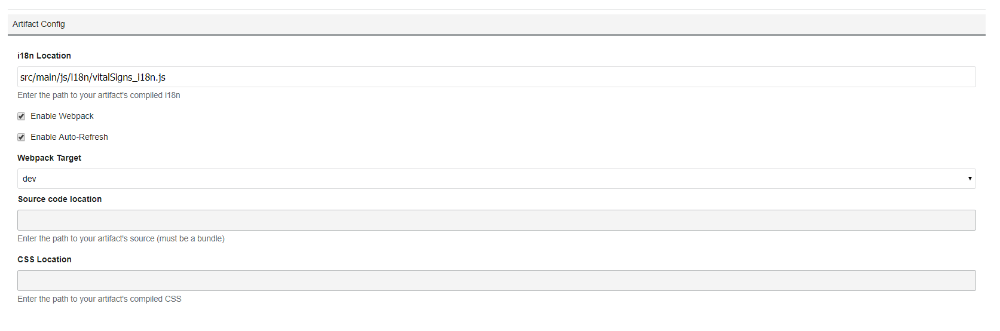 Artifact Config
i18n Location
src/main/js/i18n/vitalSigns_i18n.js
Enter the path to your artifact's compiled i18n
Enable Webpack
Enable Auto-Refresh
Webpack Target
dev
Source code location
Enter the path to your artifact's source (must be a bundle)
CSS Location
Enter the path to your artifact's compiled CSS